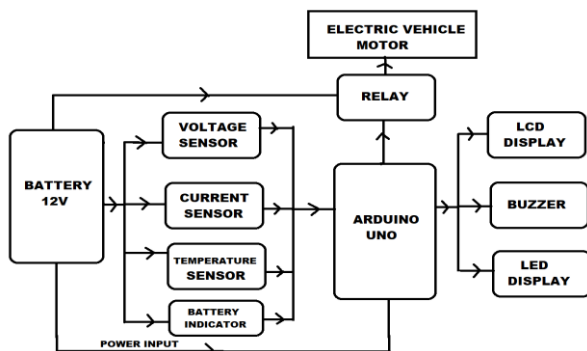 ELECTRIC VEHICLE
MOTOR
RELAY
VOLTAGE
SENSOR
LCD
DISPLAY
BATTERY
12V
CURRENT
SENSOR
ARDUINO
UNO
BUZZER
TEMPERATURE
SENSOR
LED
DISPLAY
BATTERY
INDICATOR
POWER INPUT